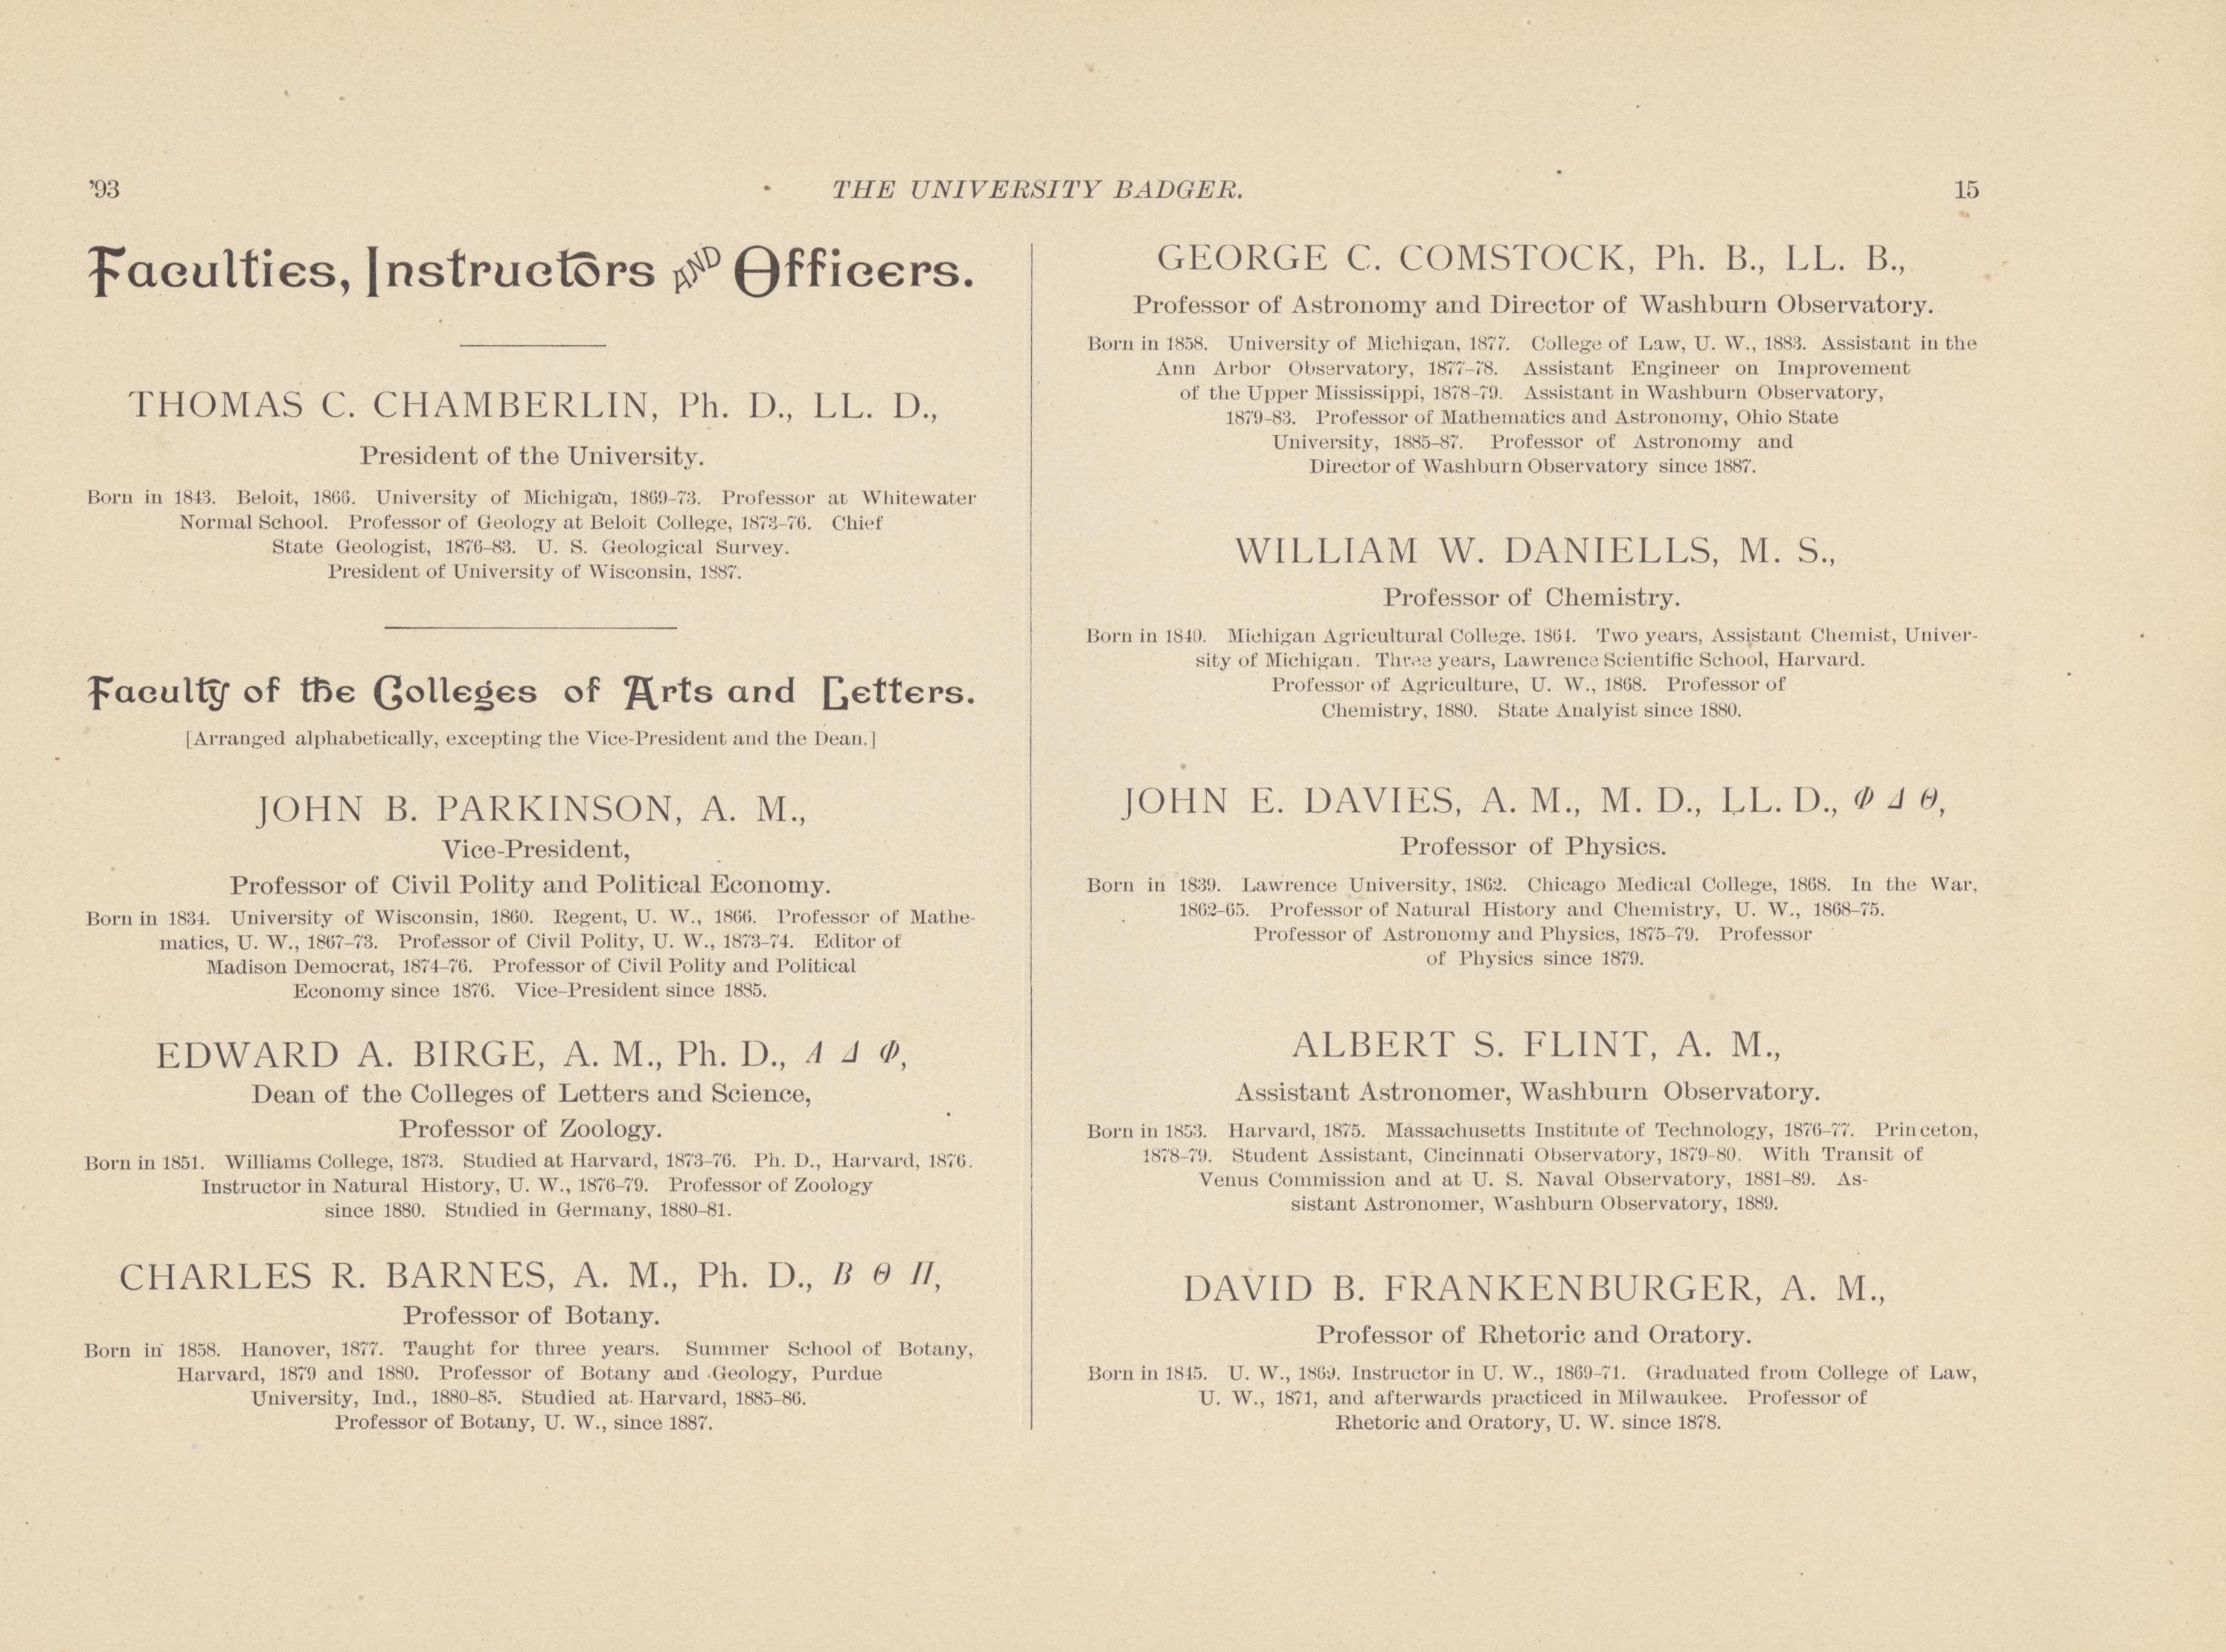 '93
THE UNIVERSITY BADGER.
15
Faculties, Instructors AND Officers.
THOMAS C. CHAMBERLIN, Ph. D., LL. D.,
President of the University.
Born in 1843. Beloit, 1866. University of Michigan, 1869-73. Professor at Whitewater
Normal School. Professor of Geology at Beloit College, 1873-76. Chief
State Geologist, 1876-83. U. S. Geological Survey.
President of University of Wisconsin, 1887.
Faculty of the Colleges of Arts and Letters.
[Arranged alphabetically, excepting the Vice-President and the Dean.]
JOHN B. PARKINSON, A. M.,
Vice-President,
Professor of Civil Polity and Political Economy.
Born in 1834. University of Wisconsin, 1860. Regent, U. W., 1866. Professor of Mathe-
matics, U. W., 1867-73. Professor of Civil Polity, U. W., 1873-74. Editor of
Madison Democrat, 1874-76. Professor of Civil Polity and Political
Economy since 1876. Vice-President since 1885.
EDWARD A. BIRGE, A. M., Ph. D., Α Δ Φ,
Dean of the Colleges of Letters and Science,
Professor of Zoology.
Born in 1851. Williams College, 1873. Studied at Harvard, 1873-76. Ph. D., Harvard, 1876.
Instructor in Natural History, U. W., 1876-79. Professor of Zoology
since 1880. Studied in Germany, 1880-81.
CHARLES R. BARNES, A. M., Ph. D., Β Θ Π,
Professor of Botany.
Born in 1858. Hanover, 1877. Taught for three years. Summer School of Botany,
Harvard, 1879 and 1880. Professor of Botany and Geology, Purdue
University, Ind., 1880-85. Studied at Harvard, 1885-86.
Professor of Botany, U. W., since 1887.
GEORGE C. COMSTOCK, Ph. B., LL. B.,
Professor of Astronomy and Director of Washburn Observatory.
Born in 1858. University of Michigan, 1877. College of Law, U. W., 1883. Assistant in the
Ann Arbor Observatory, 1877-78. Assistant Engineer on Improvement
of the Upper Mississippi, 1878-79. Assistant in Washburn Observatory,
1879-83. Professor of Mathematics and Astronomy, Ohio State
University, 1885-87. Professor of Astronomy and
Director of Washburn Observatory since 1887.
WILLIAM W. DANIELLS, M. S.,
Professor of Chemistry.
Born in 1840. Michigan Agricultural College. 1864. Two years, Assistant Chemist, Univer-
sity of Michigan. Three years, Lawrence Scientific School, Harvard.
Professor of Agriculture, U. W., 1868. Professor of
Chemistry, 1880. State Analyist since 1880.
JOHN E. DAVIES, A. M., M. D., LL. D., Φ Δ Θ,
Professor of Physics.
Born in 1839. Lawrence University, 1862. Chicago Medical College, 1868. In the War,
1862-65. Professor of Natural History and Chemistry, U. W., 1868-75.
Professor of Astronomy and Physics, 1875-79. Professor
of Physics since 1879.
ALBERT S. FLINT, A. M.,
Assistant Astronomer, Washburn Observatory.
Born in 1853. Harvard, 1875. Massachusetts Institute of Technology, 1876-77. Princeton,
1878-79. Student Assistant, Cincinnati Observatory, 1879-80. With Transit of
Venus Commission and at U. S. Naval Observatory, 1881-89. As-
sistant Astronomer, Washburn Observatory, 1889.
DAVID B. FRANKENBURGER, A. M.,
Professor of Rhetoric and Oratory.
Born in 1845. U. W., 1869. Instructor in U. W., 1869-71. Graduated from College of Law,
U. W., 1871, and afterwards practiced in Milwaukee. Professor of
Rhetoric and Oratory, U. W. since 1878.